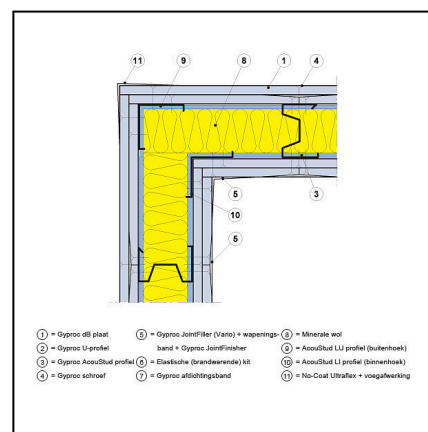 11
9
8
1
4
5
3
10
5
1 = Gyproc dB plaat
2 = Gyproc U-profiel
3 = Gyproc AcouStud profiel
4 = Gyproc schroef
5 = Gyproc JointFiller (Vario) + wapenings-
band + Gyproc JointFinisher
6 = Elastische (brandwerende) kit
7 = Gyproc afdichtingsband
8 = Minerale wol
9 = AcouStud LU profiel (buitenhoek)
10 = AcouStud LI profiel (binnenhoek)
11 = No-Coat Ultraflex + voegafwerking